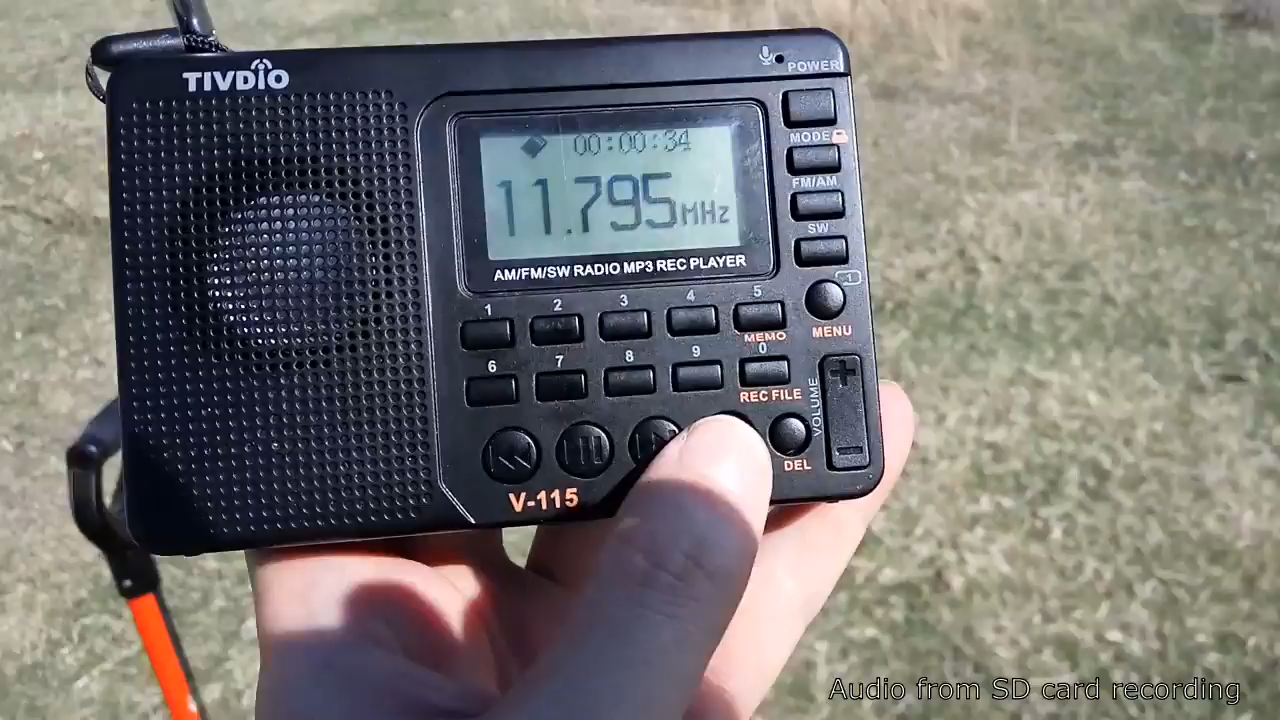 TIVDIO
POWER
00:00:34
11.795MHz
AM/FM/SW RADIO MP3 REC PLAYER
MODE
FM/AM
SW
1
MENU
1 2 3 4 5
MEMO
6 7 8 9 0
REC FILE
VOLUME
DEL
V-115
Audio from SD card recording